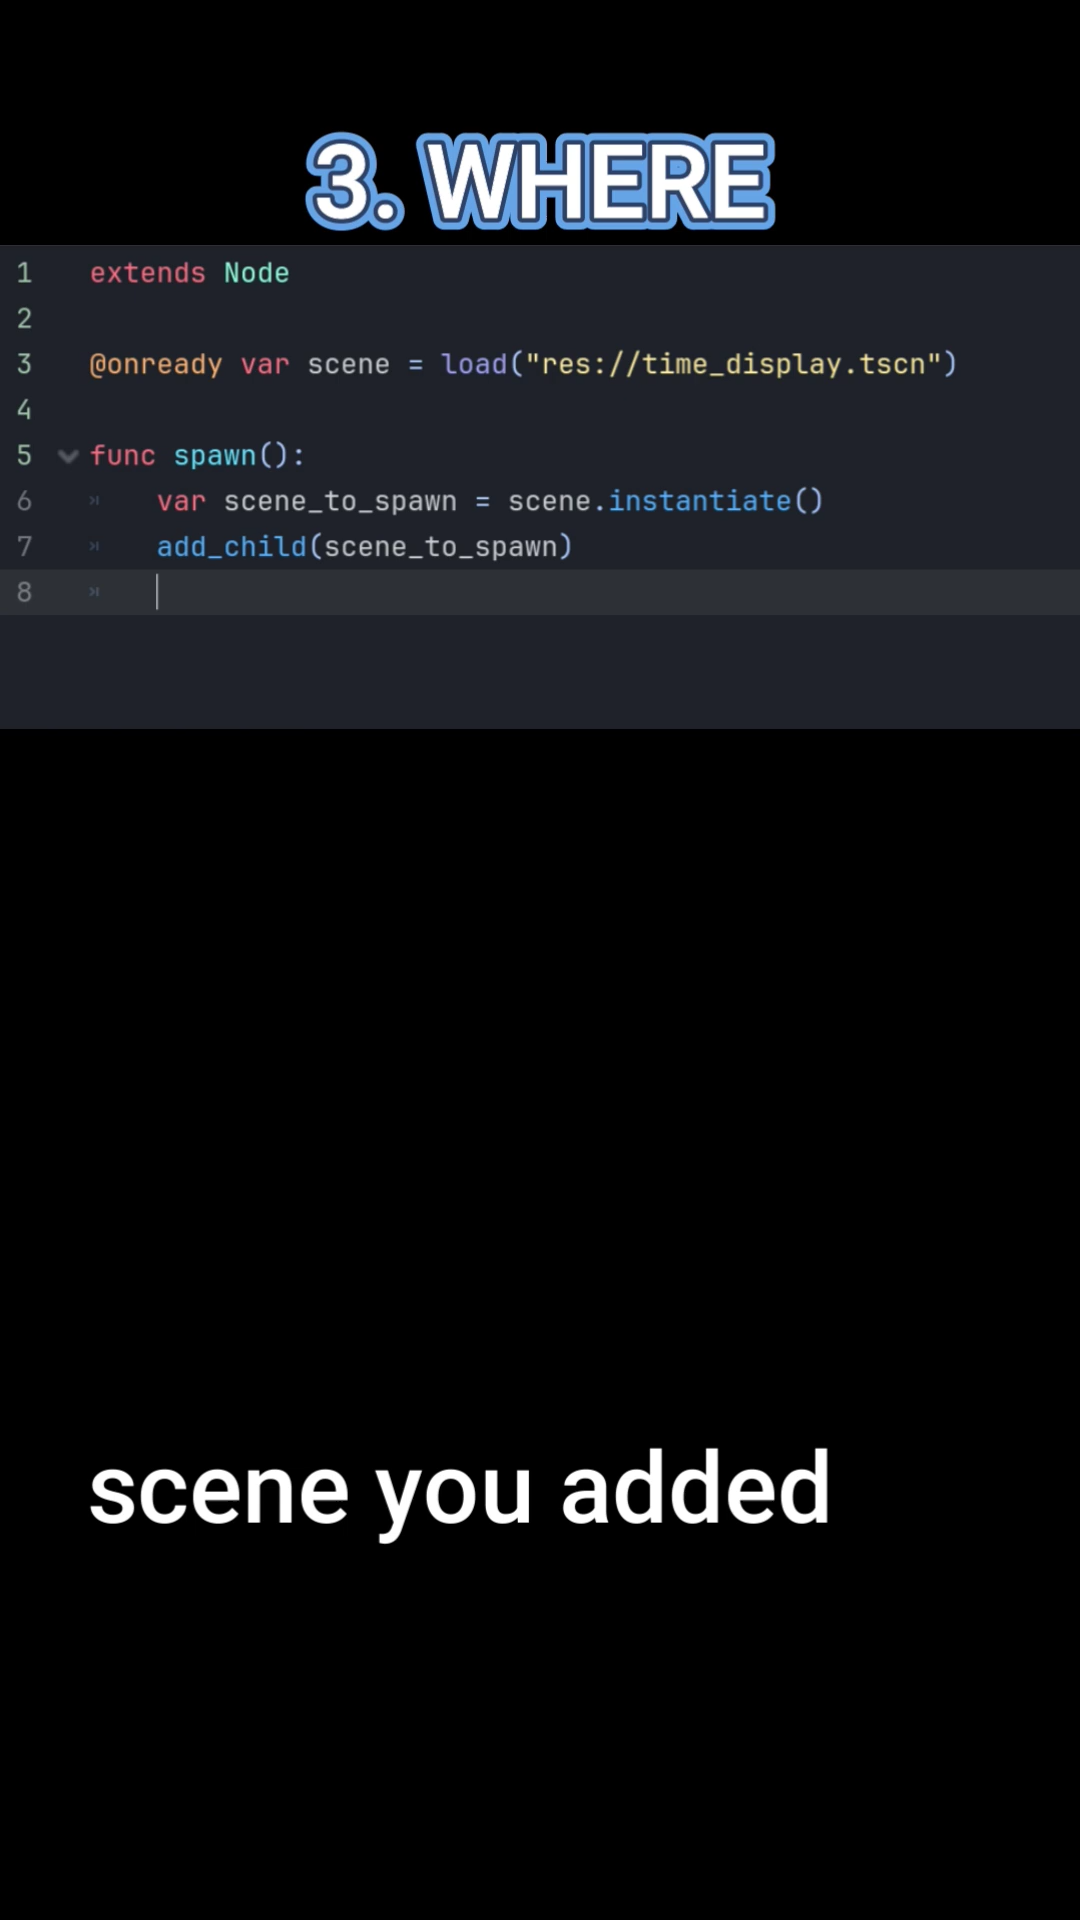 3. WHERE
1 extends Node
2
3 @onready var scene = load("res://time_display.tscn")
4
5 func spawn():
6 var scene_to_spawn = scene.instantiate()
7 add_child(scene_to_spawn)
8
scene you added